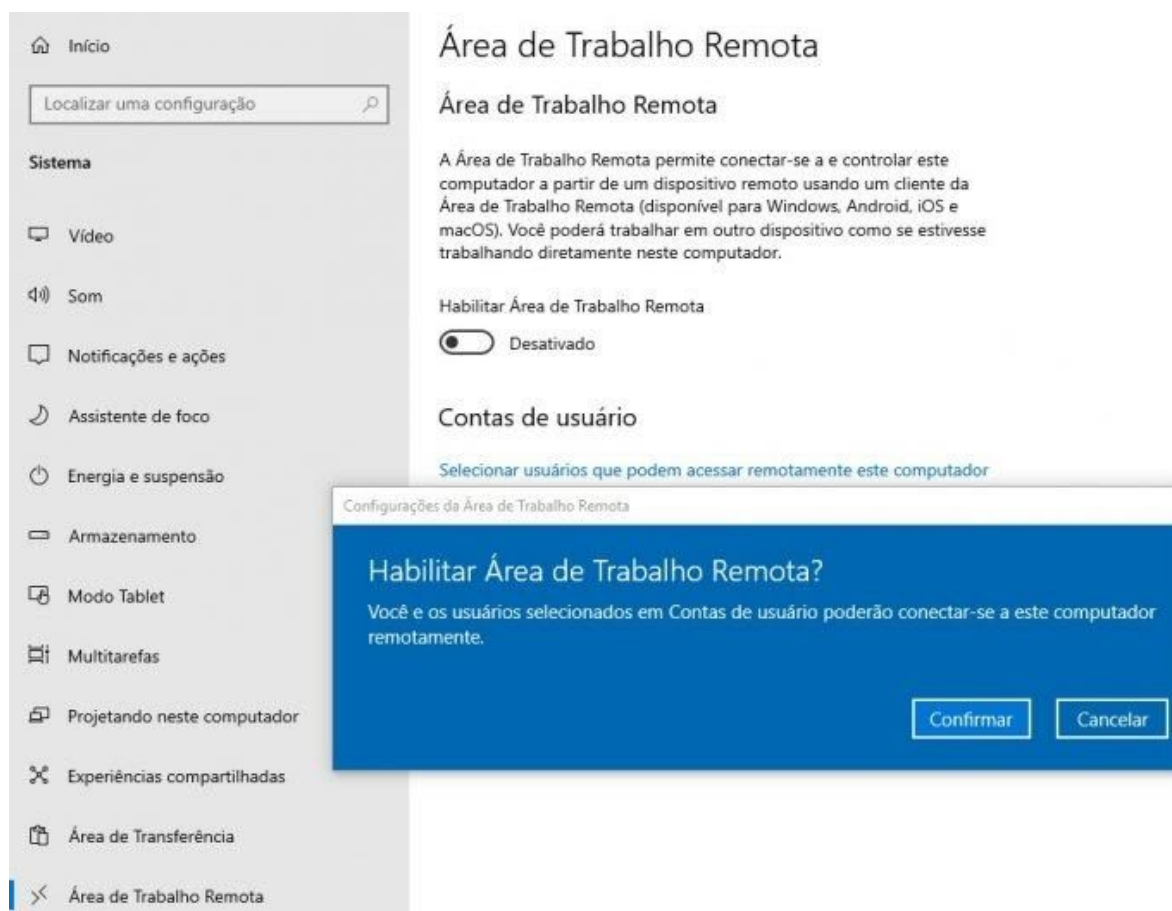 Início
Localizar uma configuração
Sistema
Vídeo
Som
Notificações e ações
Assistente de foco
Energia e suspensão
Armazenamento
Modo Tablet
Multitarefas
Projetando neste computador
Experiências compartilhadas
Área de Transferência
Área de Trabalho Remota
Área de Trabalho Remota
Área de Trabalho Remota
A Área de Trabalho Remota permite conectar-se a e controlar este
computador a partir de um dispositivo remoto usando um cliente da
Área de Trabalho Remota (disponível para Windows, Android, iOS e
macOS). Você poderá trabalhar em outro dispositivo como se estivesse
trabalhando diretamente neste computador.
Habilitar Área de Trabalho Remota
Desativado
Contas de usuário
Selecionar usuários que podem acessar remotamente este computador
Configurações da Área de Trabalho Remota
Habilitar Área de Trabalho Remota?
Você e os usuários selecionados em Contas de usuário poderão conectar-se a este computador
remotamente.
Confirmar
Cancelar